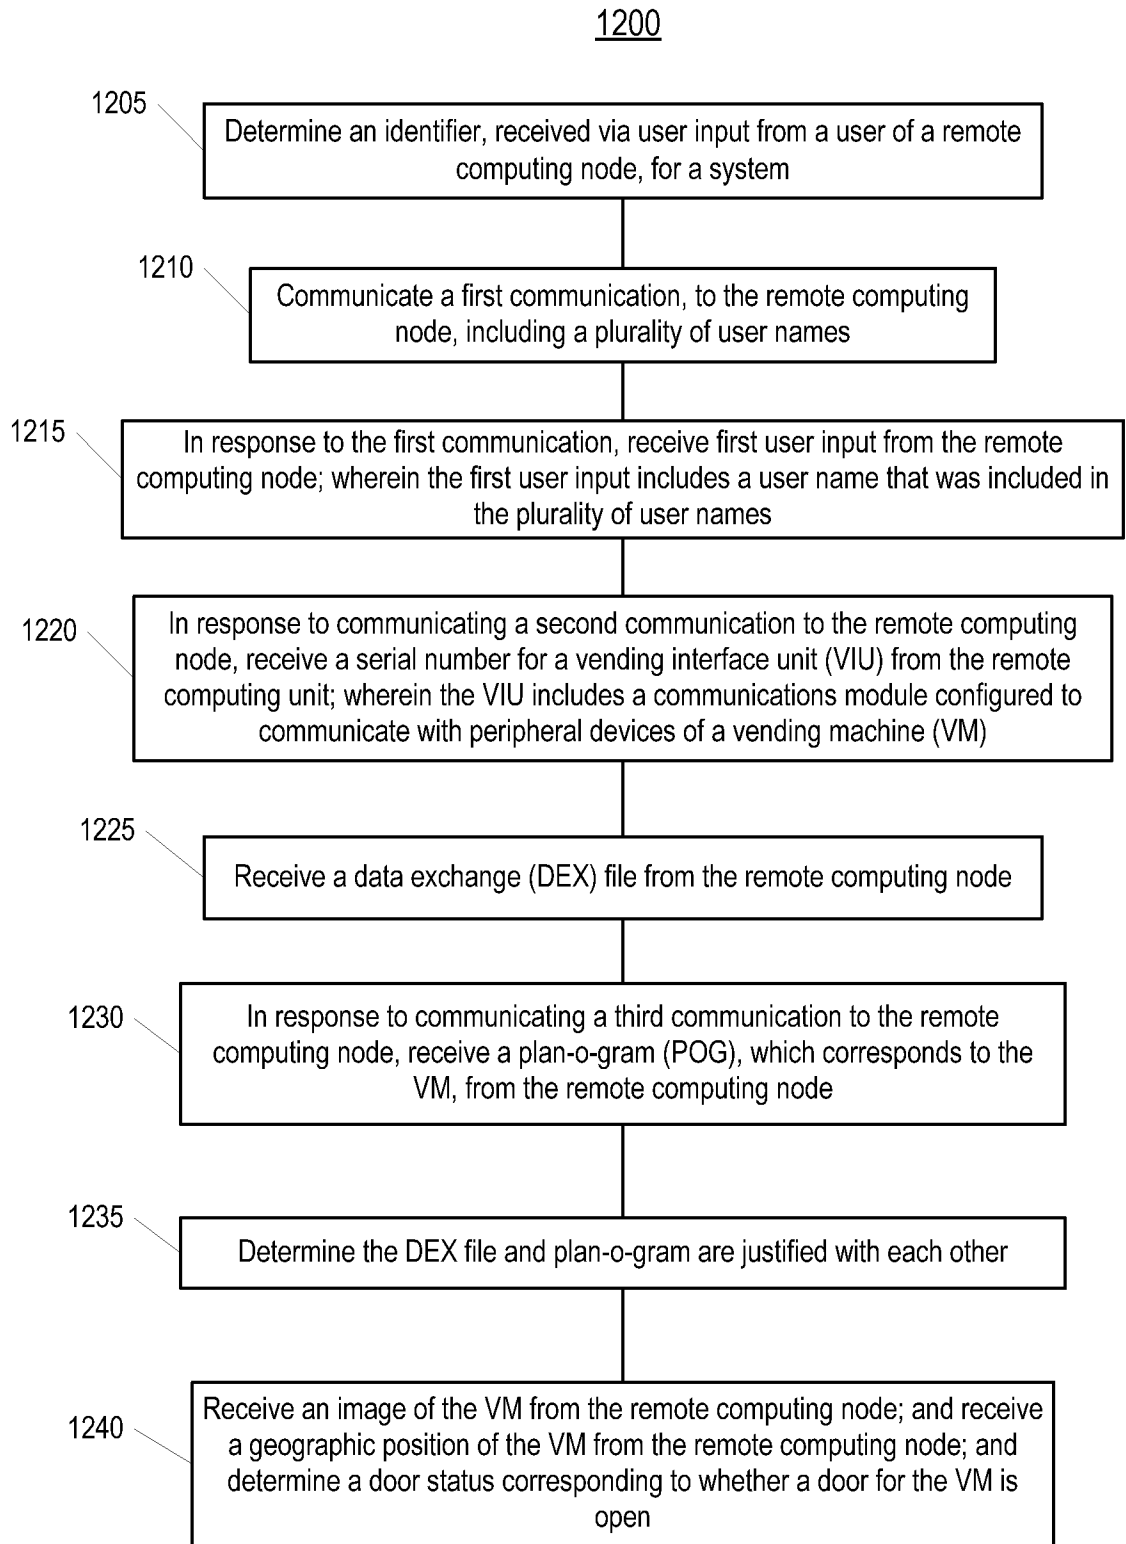 1200
1205
Determine an identifier, received via user input from a user of a remote
computing node, for a system
1210
Communicate a first communication, to the remote computing
node, including a plurality of user names
1215
In response to the first communication, receive first user input from the remote
computing node; wherein the first user input includes a user name that was included in
the plurality of user names
1220
In response to communicating a second communication to the remote computing
node, receive a serial number for a vending interface unit (VIU) from the remote
computing unit; wherein the VIU includes a communications module configured to
communicate with peripheral devices of a vending machine (VM)
1225
Receive a data exchange (DEX) file from the remote computing node
1230
In response to communicating a third communication to the remote
computing node, receive a plan-o-gram (POG), which corresponds to the
VM, from the remote computing node
1235
Determine the DEX file and plan-o-gram are justified with each other
1240
Receive an image of the VM from the remote computing node; and receive
a geographic position of the VM from the remote computing node; and
determine a door status corresponding to whether a door for the VM is
open